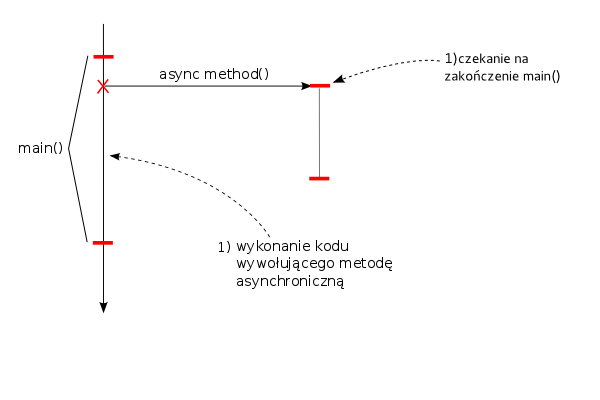 1)czekanie na
zakończenie main()
async method()
main()
1) wykonanie kodu
wywołującego metodę
asynchroniczną